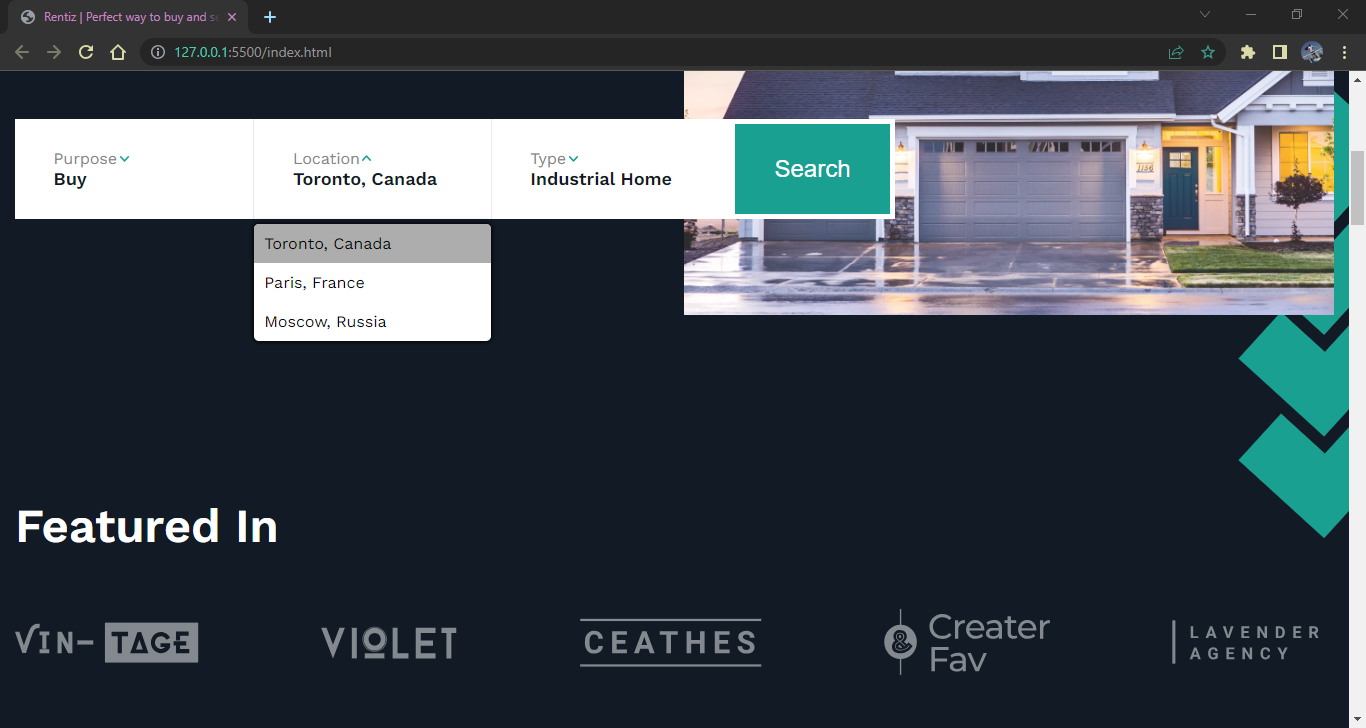 Rentiz | Perfect way to buy and se
127.0.0.1:5500/index.html
Purpose
Buy
Location
Toronto, Canada
Type
Industrial Home
Search
1136
Toronto, Canada
Paris, France
Moscow, Russia
Featured In
VIN-TAGE
VIOLET
CEATHES
&
Creater
Fav
LAVENDER
AGENCY